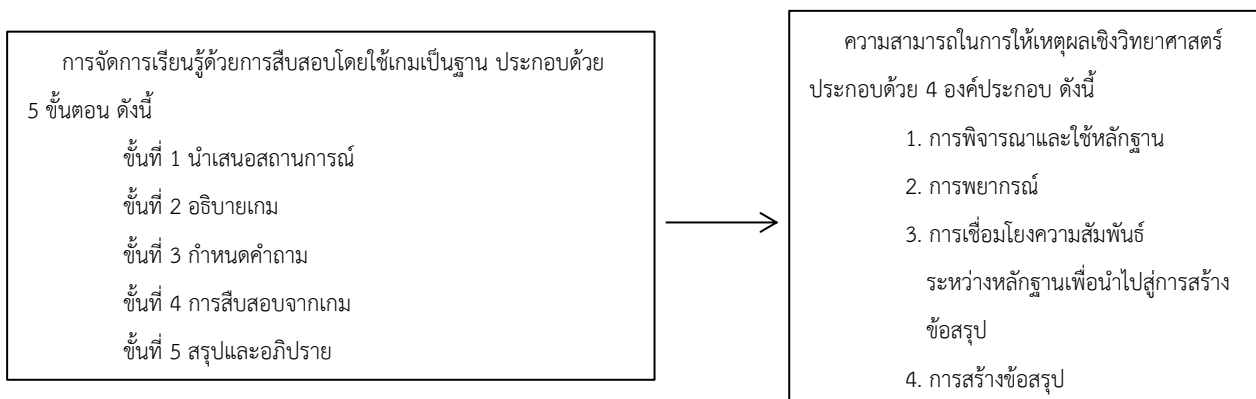 การจัดการเรียนรู้ด้วยการสืบสอบโดยใช้เกมเป็นฐาน ประกอบด้วย
5 ขั้นตอน ดังนี้
ขั้นที่ 1 นำเสนอสถานการณ์
ขั้นที่ 2 อธิบายเกม
ขั้นที่ 3 กำหนดคำถาม
ขั้นที่ 4 การสืบสอบจากเกม
ขั้นที่ 5 สรุปและอภิปราย
ความสามารถในการให้เหตุผลเชิงวิทยาศาสตร์
ประกอบด้วย 4 องค์ประกอบ ดังนี้
1. การพิจารณาและใช้หลักฐาน
2. การพยากรณ์
3. การเชื่อมโยงความสัมพันธ์
ระหว่างหลักฐานเพื่อนำไปสู่การสร้าง
ข้อสรุป
4. การสร้างข้อสรุป